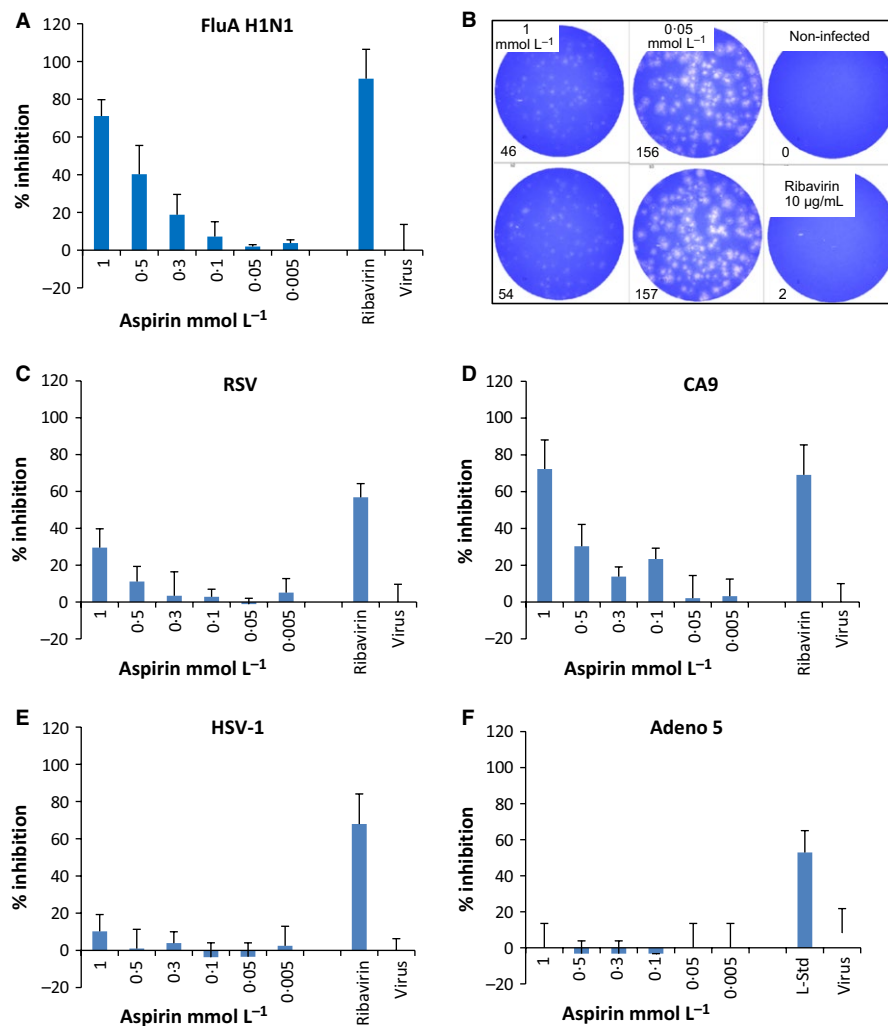 A
FluA H1N1
% inhibition
120
100
80
60
40
20
0
–20
1
0·5
0·3
0·1
0·05
0·005
Ribavirin
Virus
Aspirin mmol L–1
B
1
mmol L–1
0·05
mmol L–1
Non-infected
46
156
0
Ribavirin
10 µg/mL
54
157
2
C
RSV
% inhibition
120
100
80
60
40
20
0
–20
1
0·5
0·3
0·1
0·05
0·005
Ribavirin
Virus
Aspirin mmol L–1
D
CA9
% inhibition
120
100
80
60
40
20
0
–20
1
0·5
0·3
0·1
0·05
0·005
Ribavirin
Virus
Aspirin mmol L–1
E
HSV-1
% inhibition
120
100
80
60
40
20
0
–20
1
0·5
0·3
0·1
0·05
0·005
Ribavirin
Virus
Aspirin mmol L–1
F
Adeno 5
% inhibition
120
100
80
60
40
20
0
–20
1
0·5
0·3
0·1
0·05
0·005
L-Std
Virus
Aspirin mmol L–1